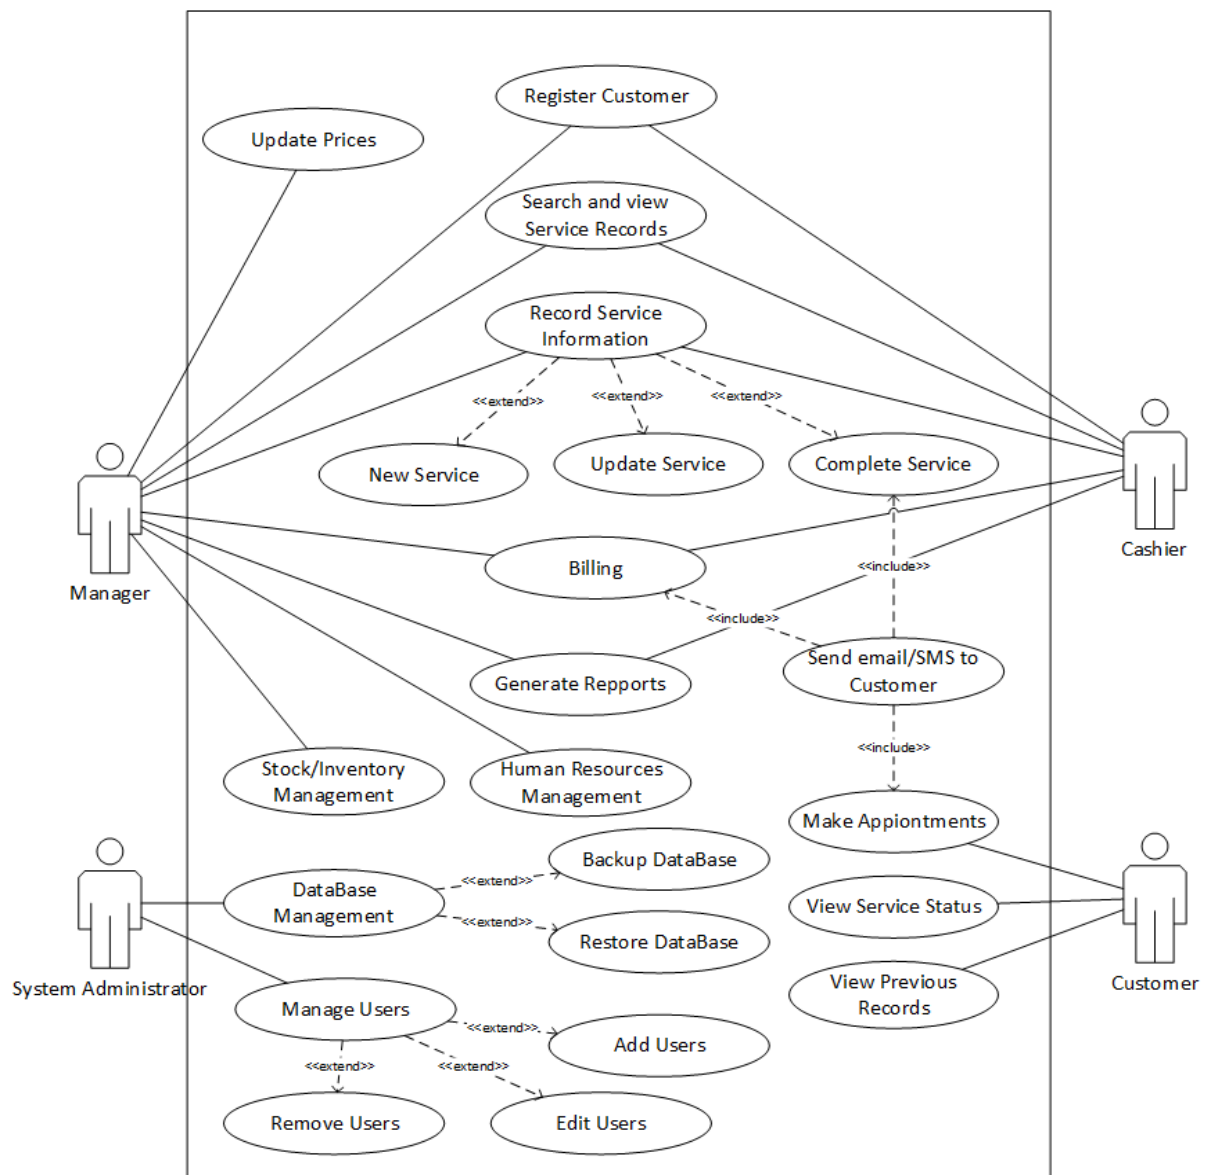 Register Customer
Update Prices
Search and view
Service Records
Record Service
Information
<<extend>>
<<extend>>
<<extend>>
New Service
Update Service
Complete Service
Manager
Cashier
Billing
<<include>>
<<include>>
Send email/SMS to
Customer
Generate Repports
<<include>>
Stock/Inventory
Management
Human Resources
Management
Make Appiontments
Backup DataBase
<<extend>>
DataBase
Management
<<extend>>
Restore DataBase
View Service Status
System Administrator
Customer
View Previous
Records
Manage Users
<<extend>>
Add Users
<<extend>>
<<extend>>
Remove Users
Edit Users